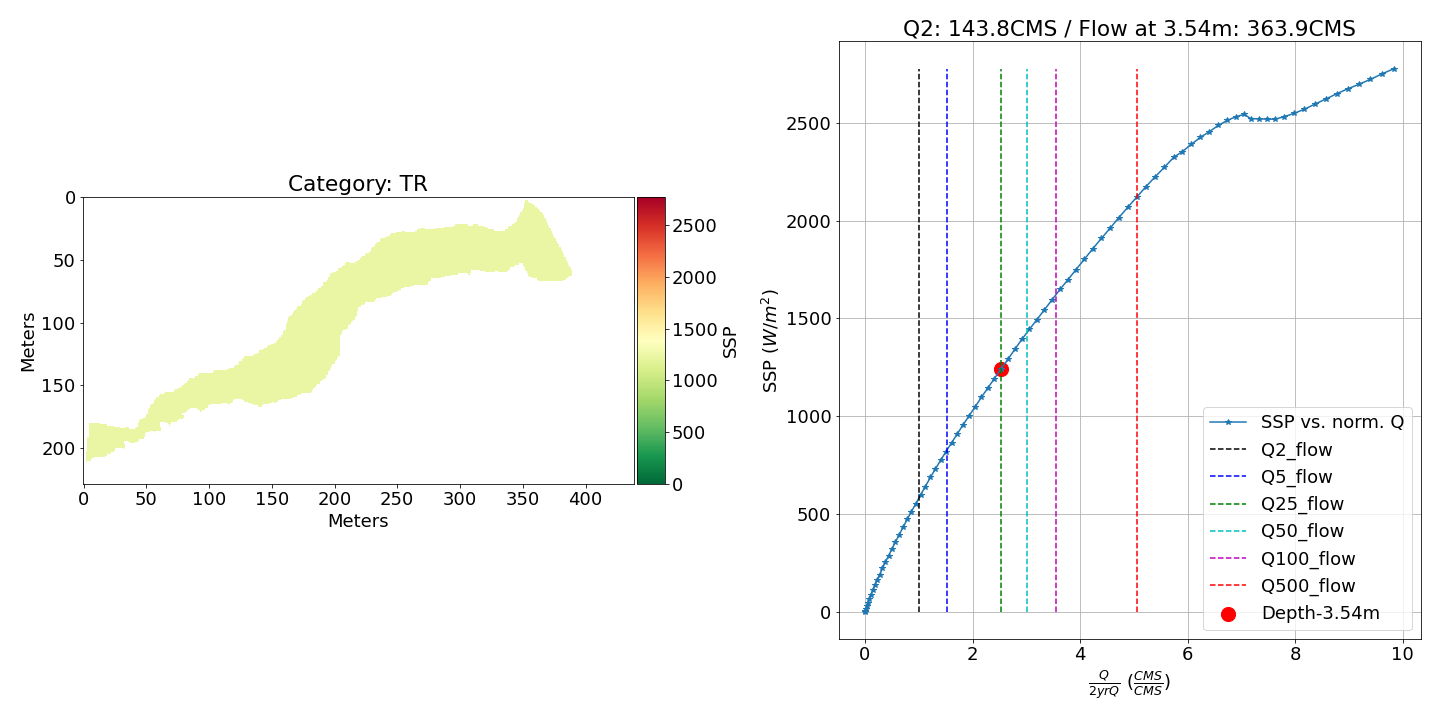 Category: TR
0
50
100
150
200
Meters
0 50 100 150 200 250 300 350 400
Meters
2500
2000
1500
1000
500
0
SSP
Q2: 143.8CMS / Flow at 3.54m: 363.9CMS
2500
2000
1500
1000
500
0
SSP (W/m²)
0 2 4 6 8 10
Q/2yrQ (CMS/CMS)
SSP vs. norm. Q
Q2_flow
Q5_flow
Q25_flow
Q50_flow
Q100_flow
Q500_flow
Depth-3.54m